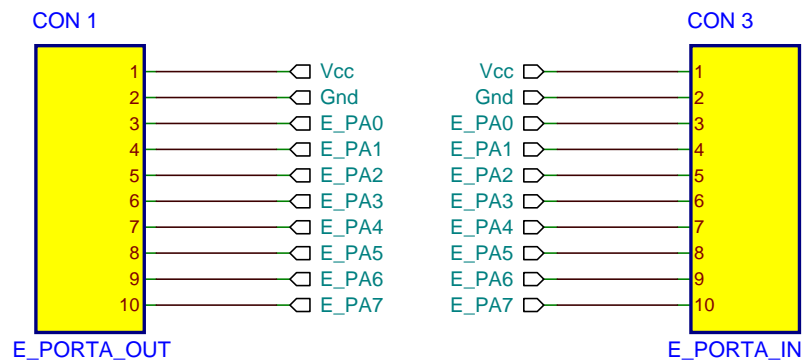 CON 1 CON 3
1 Vcc Vcc 1
2 Gnd Gnd 2
3 E_PA0 E_PA0 3
4 E_PA1 E_PA1 4
5 E_PA2 E_PA2 5
6 E_PA3 E_PA3 6
7 E_PA4 E_PA4 7
8 E_PA5 E_PA5 8
9 E_PA6 E_PA6 9
10 E_PA7 E_PA7 10
E_PORTA_OUT E_PORTA_IN